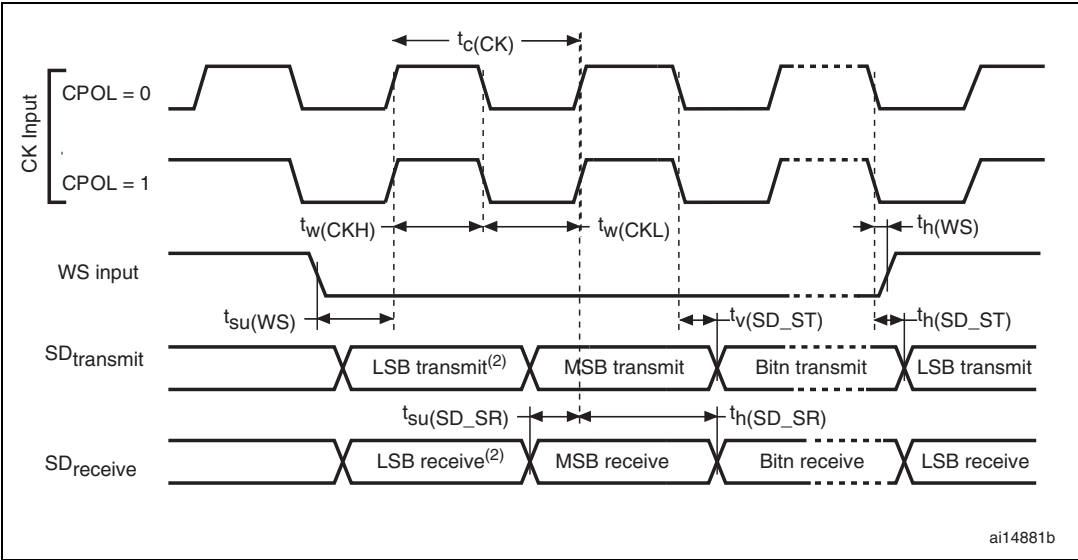 tc(CK)
CK Input
CPOL = 0
CPOL = 1
tw(CKH)
tw(CKL)
th(WS)
WS input
tsu(WS)
tv(SD_ST)
th(SD_ST)
SDtransmit
LSB transmit(2)
MSB transmit
Bitn transmit
LSB transmit
tsu(SD_SR)
th(SD_SR)
SDreceive
LSB receive(2)
MSB receive
Bitn receive
LSB receive
ai14881b